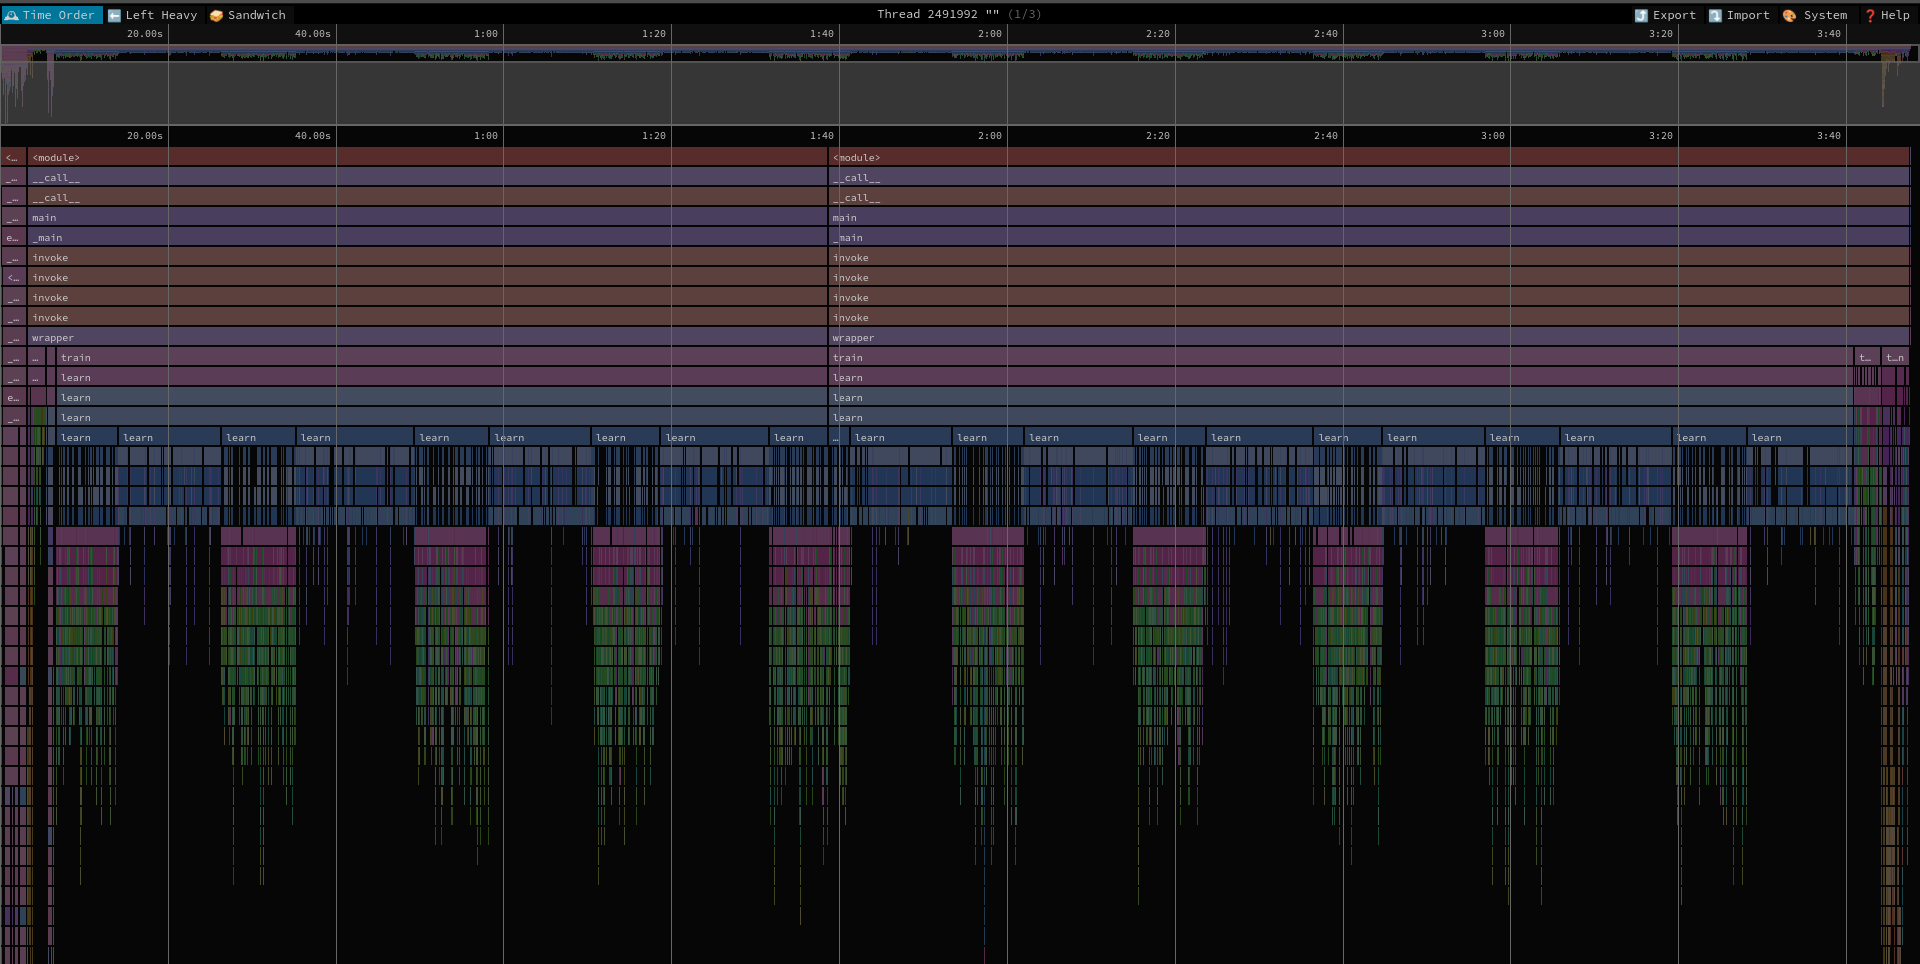 Time Order Left Heavy Sandwich Thread 2491992 "" (1/3) Export Import System Help
20.00s 40.00s 1:00 1:20 1:40 2:00 2:20 2:40 3:00 3:20 3:40
20.00s 40.00s 1:00 1:20 1:40 2:00 2:20 2:40 3:00 3:20 3:40
<… <module> <module>
_… __call__ __call__
_… __call__ __call__
_… main main
e… _main _main
_… invoke invoke
<… invoke invoke
_… invoke invoke
_… invoke invoke
_… wrapper wrapper
_… … train train t… t…n
_… … learn learn
e… learn learn
_… learn learn
learn learn learn learn learn learn learn learn learn … learn learn learn learn learn learn learn learn learn learn learn